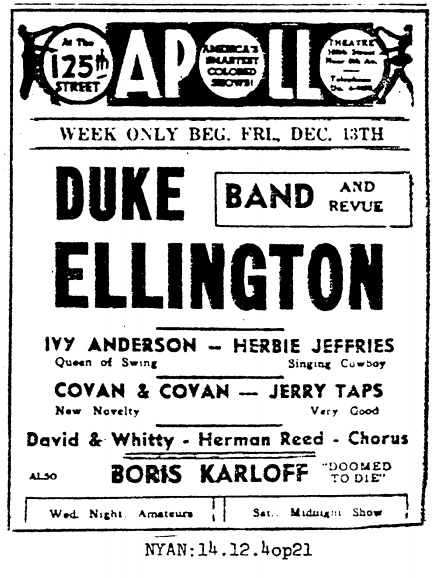 At The
125th
STREET
APOLLO
AMERICA'S
SMARTEST
COLORED
SHOWS!
THEATRE
125th Street
Near 8th Ave.
Telephone
WEEK ONLY BEG. FRI., DEC. 13TH
DUKE
BAND AND
REVUE
ELLINGTON
IVY ANDERSON — HERBIE JEFFRIES
Queen of Swing Singing Cowboy
COVAN & COVAN — JERRY TAPS
New Novelty Very Good
David & Whitty - Herman Reed - Chorus
ALSO BORIS KARLOFF "DOOMED
TO DIE"
Wed. Night Amateurs Sat. Midnight Show
NYAN:14.12.4op21